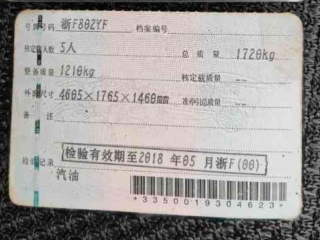 号牌号码 浙F802YF 档案编号
核定载人数 5人 总质量 1720kg
整备质量 1210kg 核定载质量 --
外廓尺寸 4605×1765×1460mm 准牵引总质量 --
备注
检验有效期至2018年05月浙F(00)
检验记录
汽油
*3350019304623*